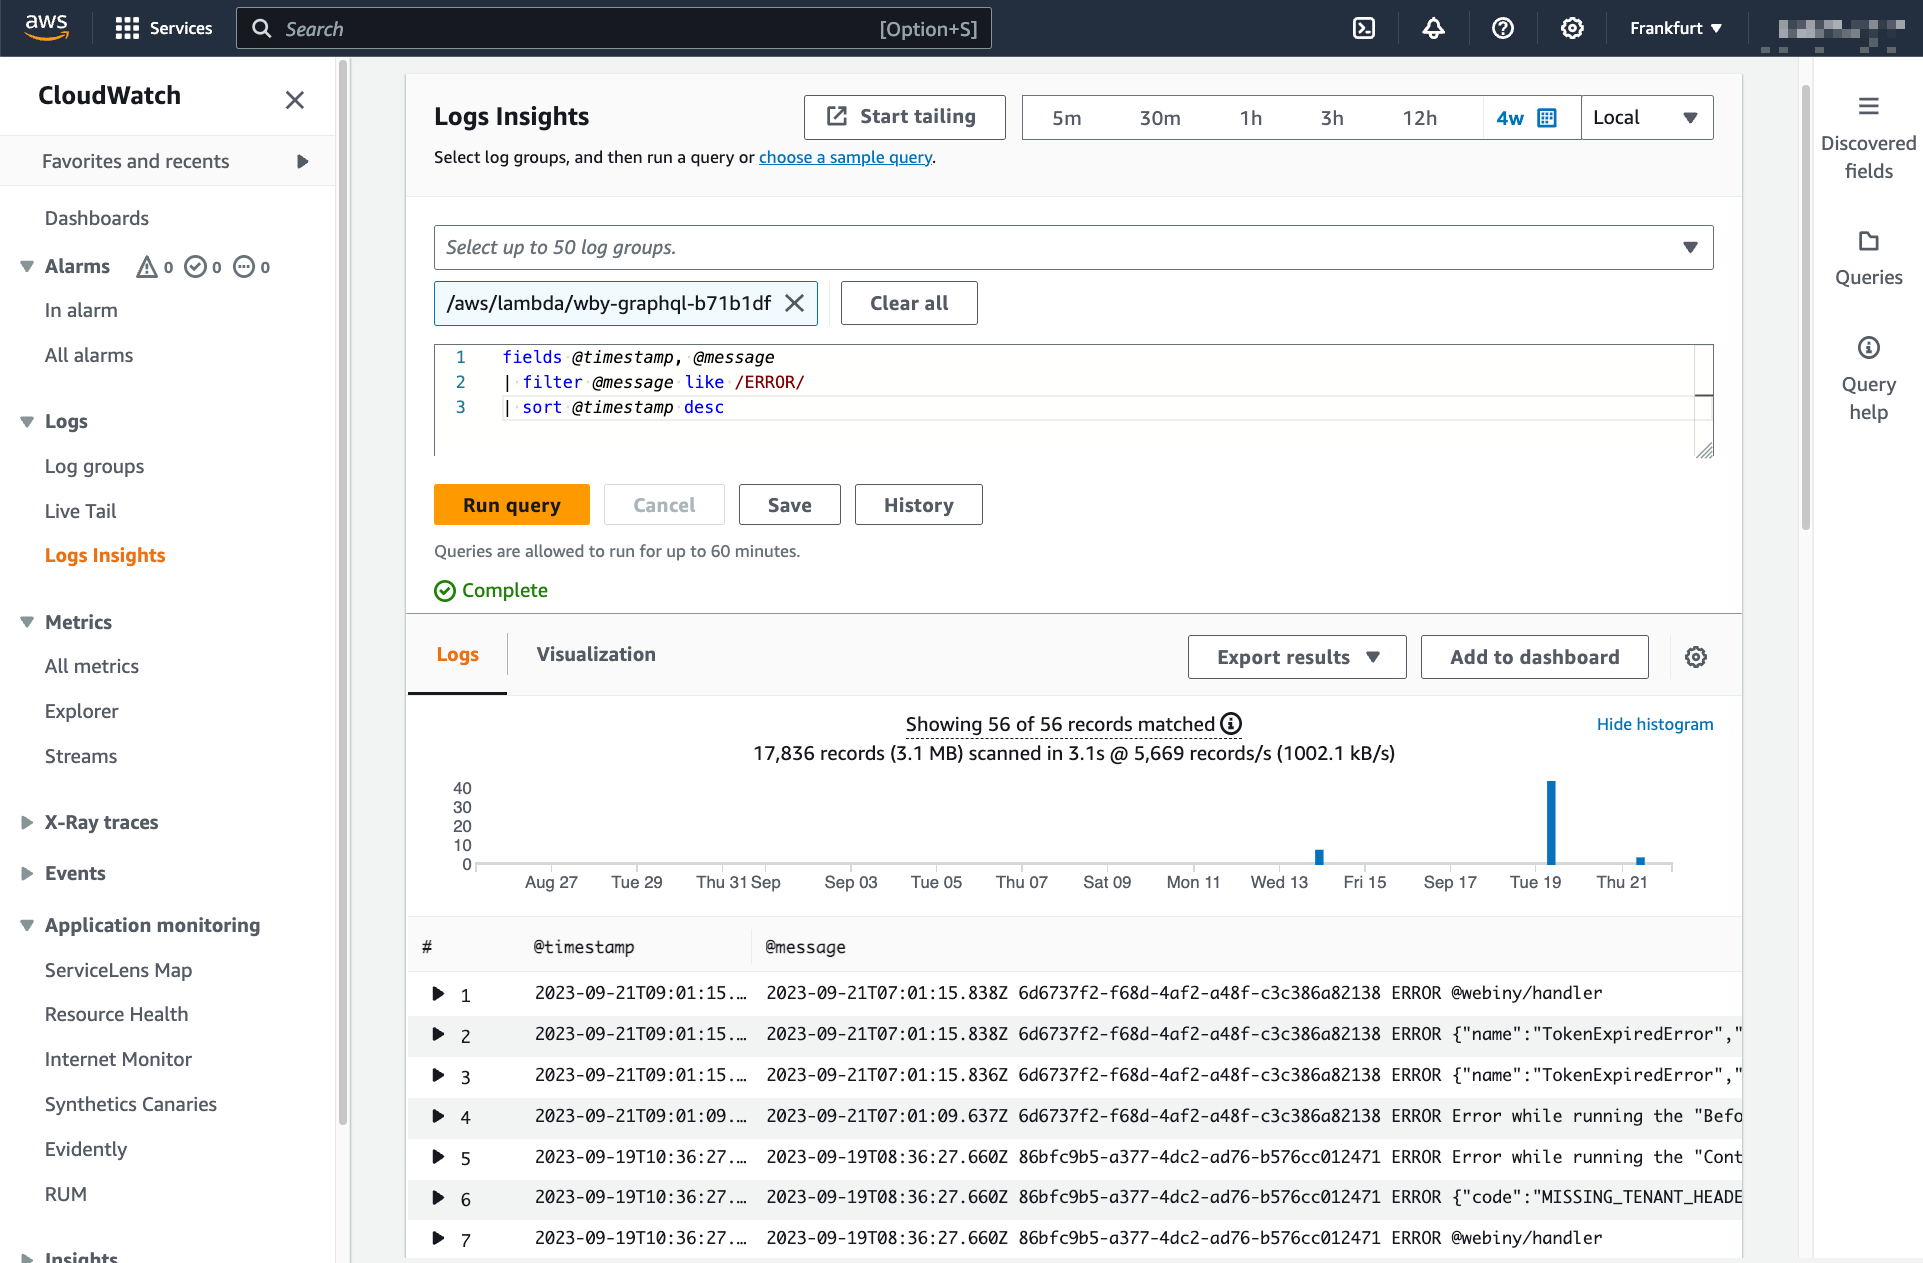 aws
Services
Search [Option+S]
Frankfurt ▼
CloudWatch
Favorites and recents
Dashboards
Alarms 0 0 0
In alarm
All alarms
Logs
Log groups
Live Tail
Logs Insights
Metrics
All metrics
Explorer
Streams
X-Ray traces
Events
Application monitoring
ServiceLens Map
Resource Health
Internet Monitor
Synthetics Canaries
Evidently
RUM
Insights
Logs Insights
Start tailing
5m 30m 1h 3h 12h 4w Local
Select log groups, and then run a query or choose a sample query.
Select up to 50 log groups.
/aws/lambda/wby-graphql-b71b1df
Clear all
1 fields @timestamp, @message
2 | filter @message like /ERROR/
3 | sort @timestamp desc
Run query Cancel Save History
Queries are allowed to run for up to 60 minutes.
Complete
Logs Visualization
Export results ▼ Add to dashboard
Showing 56 of 56 records matched
Hide histogram
17,836 records (3.1 MB) scanned in 3.1s @ 5,669 records/s (1002.1 kB/s)
40
30
20
10
0
Aug 27 Tue 29 Thu 31 Sep Sep 03 Tue 05 Thu 07 Sat 09 Mon 11 Wed 13 Fri 15 Sep 17 Tue 19 Thu 21
# @timestamp @message
1 2023-09-21T09:01:15.… 2023-09-21T07:01:15.838Z 6d6737f2-f68d-4af2-a48f-c3c386a82138 ERROR @webiny/handler
2 2023-09-21T09:01:15.… 2023-09-21T07:01:15.838Z 6d6737f2-f68d-4af2-a48f-c3c386a82138 ERROR {"name":"TokenExpiredError","
3 2023-09-21T09:01:15.… 2023-09-21T07:01:15.836Z 6d6737f2-f68d-4af2-a48f-c3c386a82138 ERROR {"name":"TokenExpiredError","
4 2023-09-21T09:01:09.… 2023-09-21T07:01:09.637Z 6d6737f2-f68d-4af2-a48f-c3c386a82138 ERROR Error while running the "Befo
5 2023-09-19T10:36:27.… 2023-09-19T08:36:27.660Z 86bfc9b5-a377-4dc2-ad76-b576cc012471 ERROR Error while running the "Cont
6 2023-09-19T10:36:27.… 2023-09-19T08:36:27.660Z 86bfc9b5-a377-4dc2-ad76-b576cc012471 ERROR {"code":"MISSING_TENANT_HEADE
7 2023-09-19T10:36:27.… 2023-09-19T08:36:27.660Z 86bfc9b5-a377-4dc2-ad76-b576cc012471 ERROR @webiny/handler
Discovered
fields
Queries
Query
help